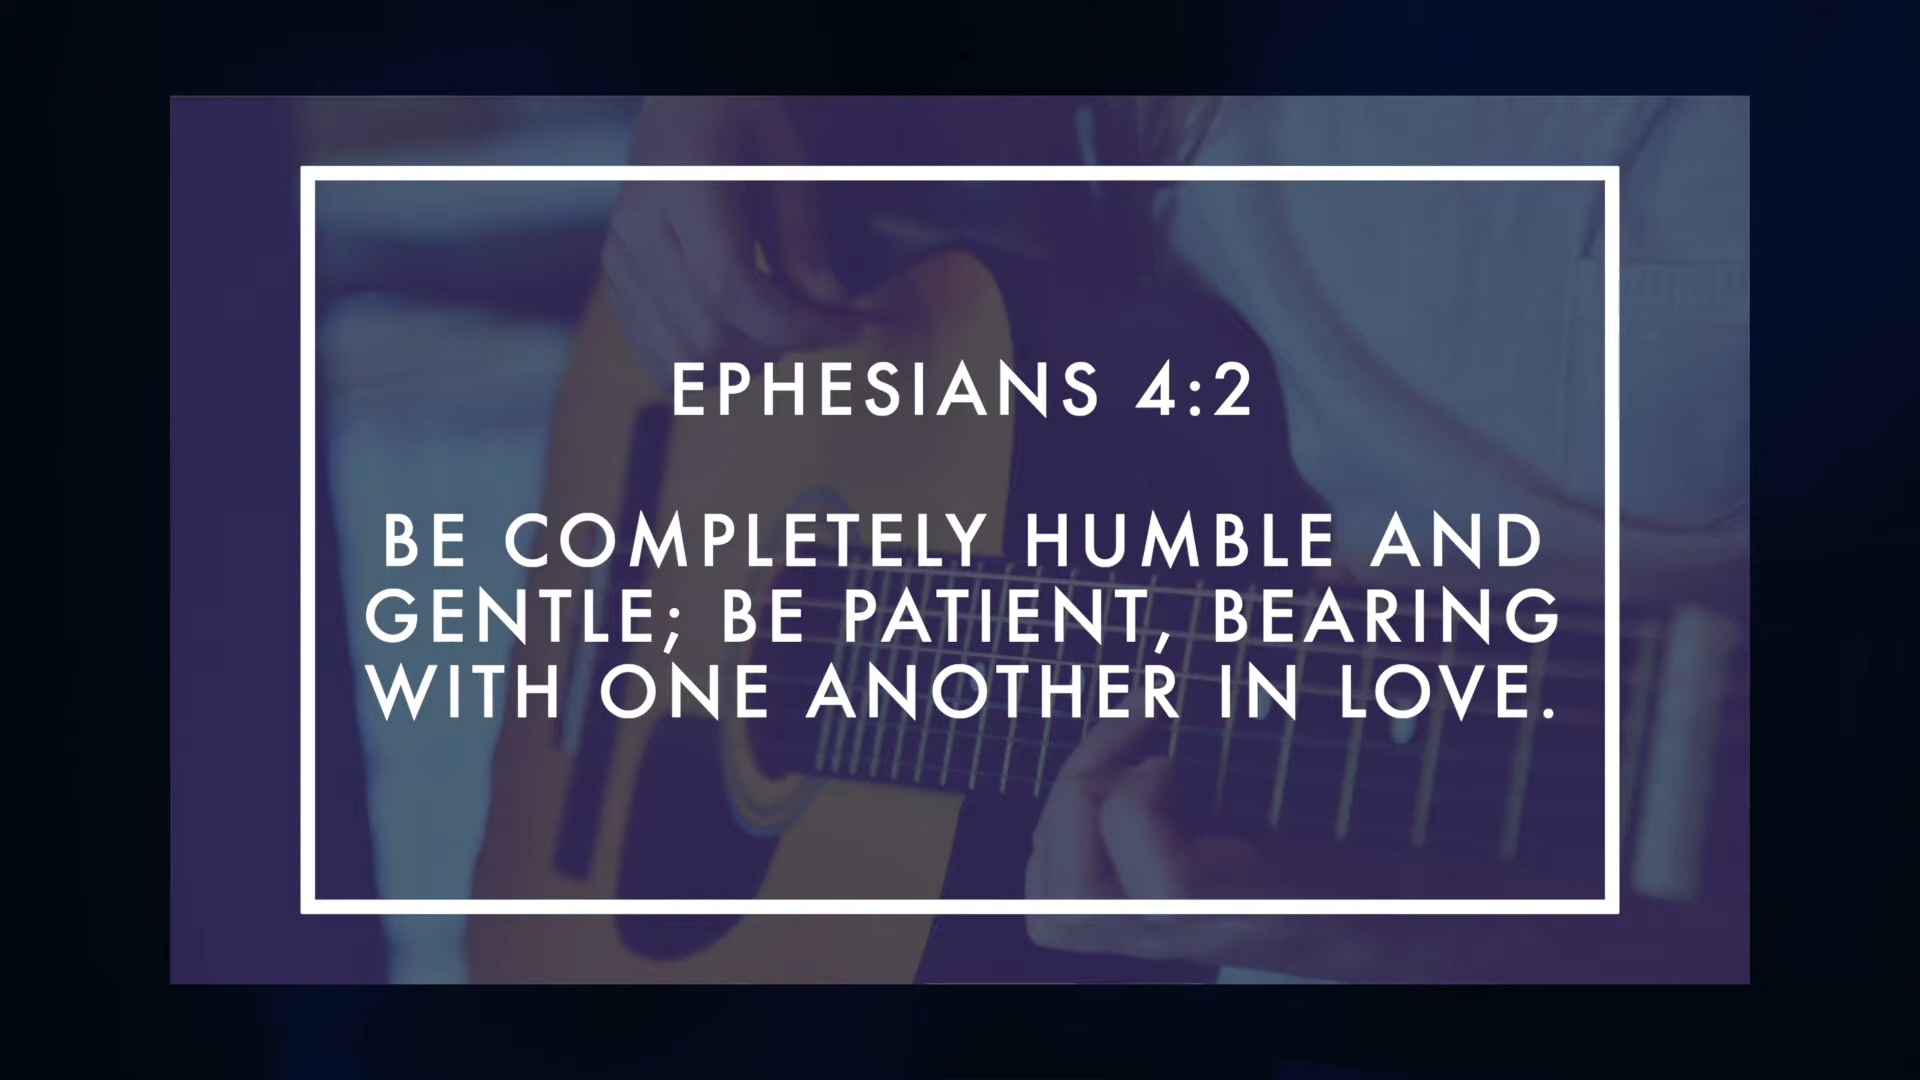 EPHESIANS 4:2
BE COMPLETELY HUMBLE AND
GENTLE; BE PATIENT, BEARING
WITH ONE ANOTHER IN LOVE.